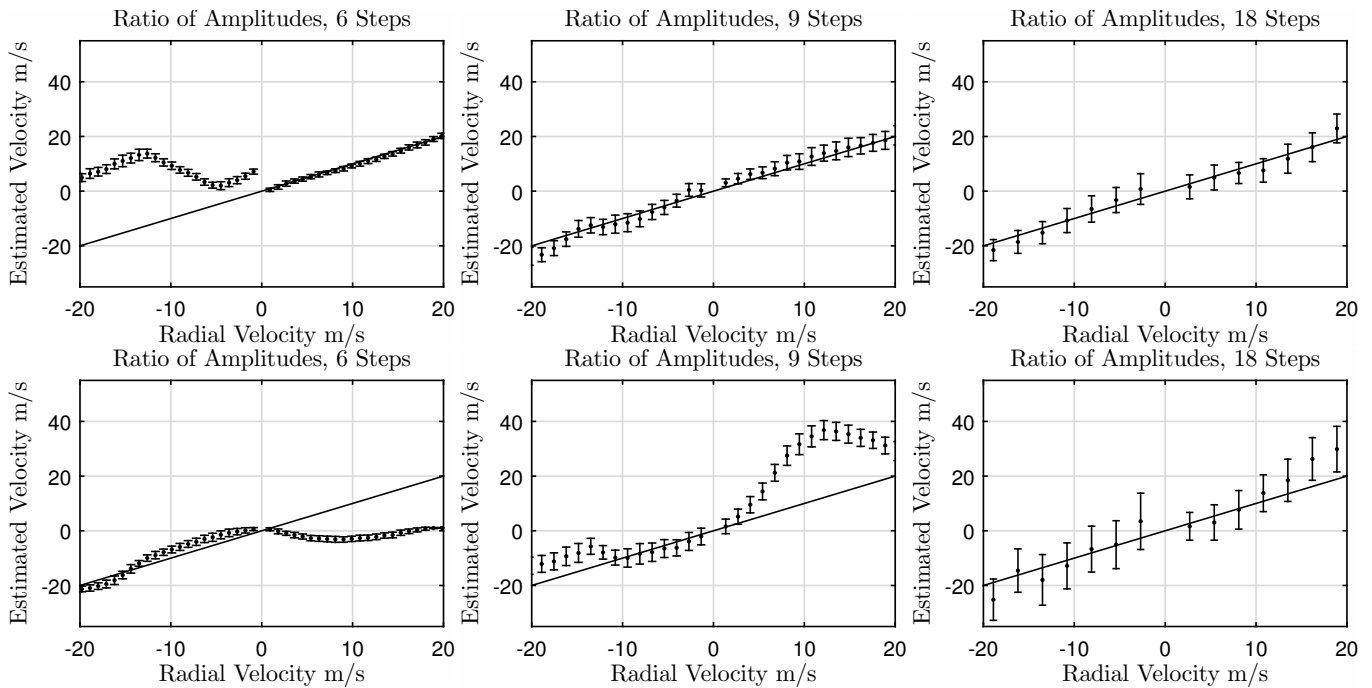 Ratio of Amplitudes, 6 Steps
Estimated Velocity m/s
40
20
0
-20
-20 -10 0 10 20
Radial Velocity m/s
Ratio of Amplitudes, 9 Steps
Estimated Velocity m/s
40
20
0
-20
-20 -10 0 10 20
Radial Velocity m/s
Ratio of Amplitudes, 18 Steps
Estimated Velocity m/s
40
20
0
-20
-20 -10 0 10 20
Radial Velocity m/s
Ratio of Amplitudes, 6 Steps
Estimated Velocity m/s
40
20
0
-20
-20 -10 0 10 20
Radial Velocity m/s
Ratio of Amplitudes, 9 Steps
Estimated Velocity m/s
40
20
0
-20
-20 -10 0 10 20
Radial Velocity m/s
Ratio of Amplitudes, 18 Steps
Estimated Velocity m/s
40
20
0
-20
-20 -10 0 10 20
Radial Velocity m/s